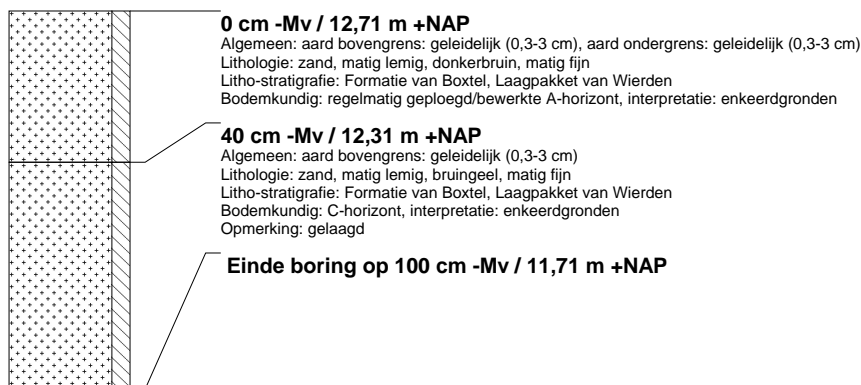 0 cm -Mv / 12,71 m +NAP
Algemeen: aard bovengrens: geleidelijk (0,3-3 cm), aard ondergrens: geleidelijk (0,3-3 cm)
Lithologie: zand, matig lemig, donkerbruin, matig fijn
Litho-stratigrafie: Formatie van Boxtel, Laagpakket van Wierden
Bodemkundig: regelmatig geploegd/bewerkte A-horizont, interpretatie: enkeerdgronden
40 cm -Mv / 12,31 m +NAP
Algemeen: aard bovengrens: geleidelijk (0,3-3 cm)
Lithologie: zand, matig lemig, bruingeel, matig fijn
Litho-stratigrafie: Formatie van Boxtel, Laagpakket van Wierden
Bodemkundig: C-horizont, interpretatie: enkeerdgronden
Opmerking: gelaagd
Einde boring op 100 cm -Mv / 11,71 m +NAP